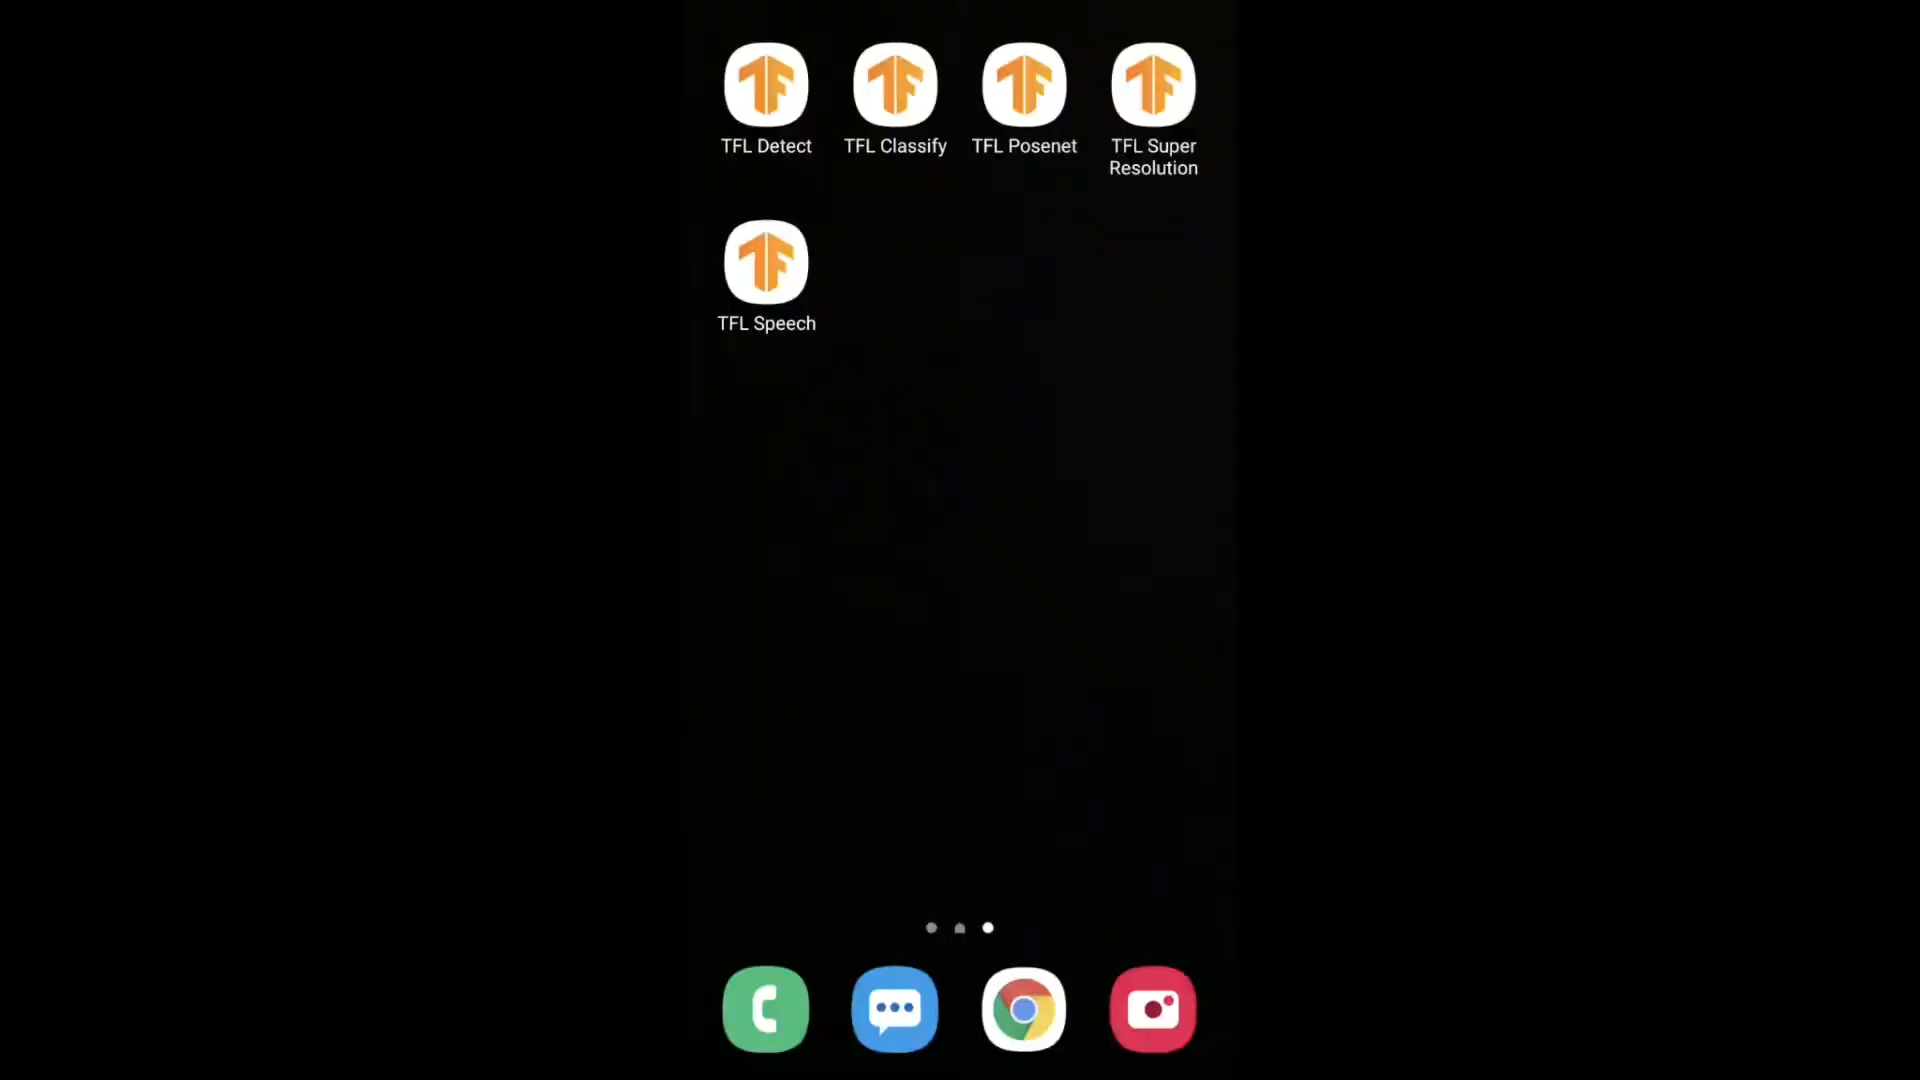 TFL Detect
TFL Classify
TFL Posenet
TFL Super
Resolution
TFL Speech